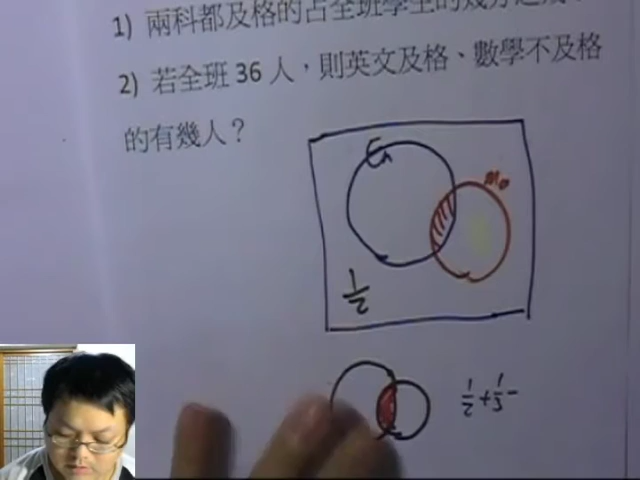 1) 兩科都及格的占全班學生的幾分之幾？
2) 若全班 36 人，則英文及格、數學不及格
的有幾人？
En
Ma
1/2
1/2 + 1/3 −